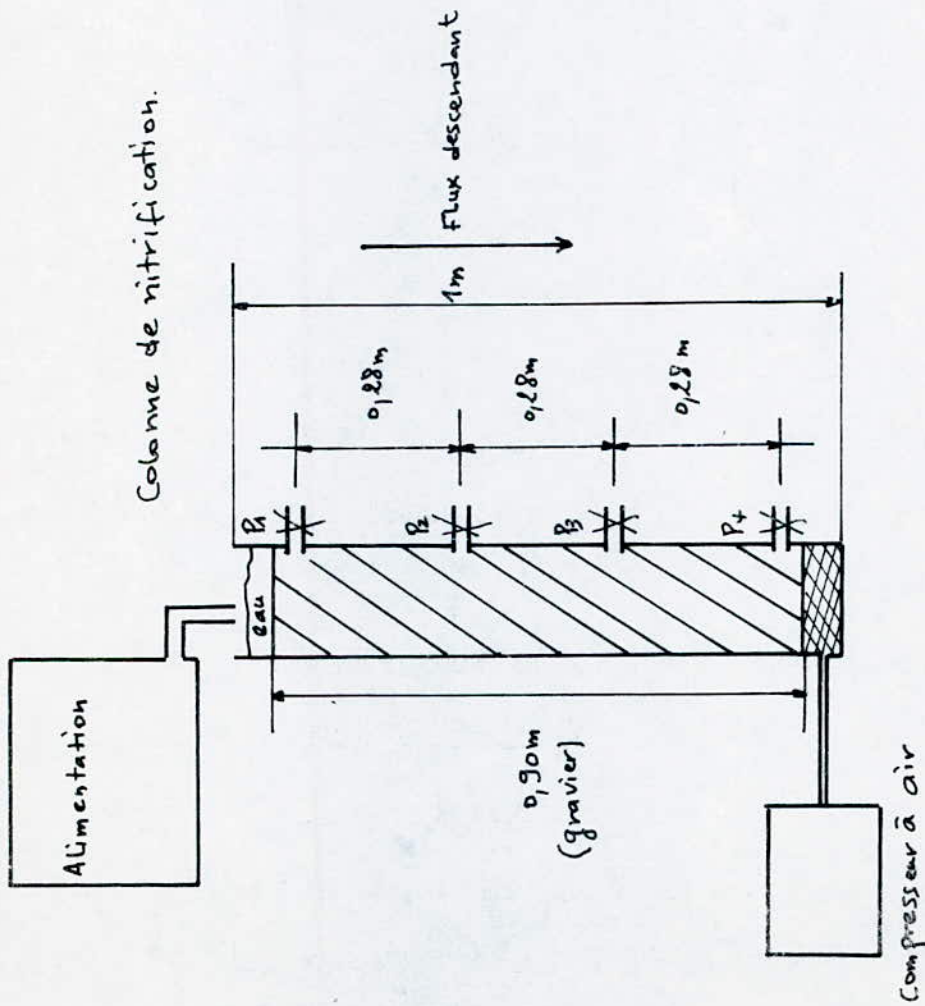 Colonne de nitrification.
Alimentation
eau
P1
P2
P3
P4
0,28m
0,28m
0,28m
1m
Flux descendant
0,90m
(gravier)
Compresseur à air